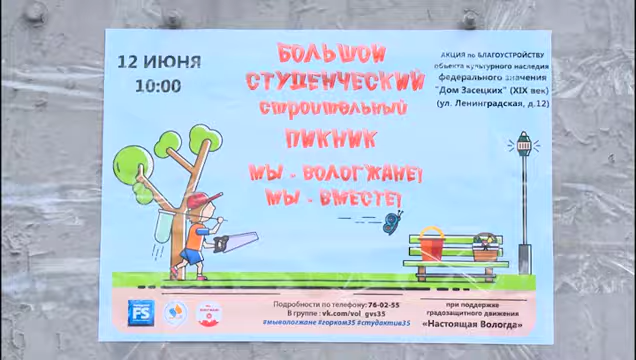 12 ИЮНЯ
10:00
БОЛЬШОЙ
СТУДЕНЧЕСКИЙ
строительный
ПИКНИК
МЫ - ВОЛОГЖАНЕ!
МЫ - ВМЕСТЕ!
АКЦИЯ по БЛАГОУСТРОЙСТВУ
объекта культурного наследия
федерального значения
"Дом Засецких" (XIX век)
(ул. Ленинградская, д.12)
FS
Подробности по телефону: 76-02-55
В группе : vk.com/vol_gvs35
#мывологжане #горком35 #студактив35
при поддержке
градозащитного движения
«Настоящая Вологда»